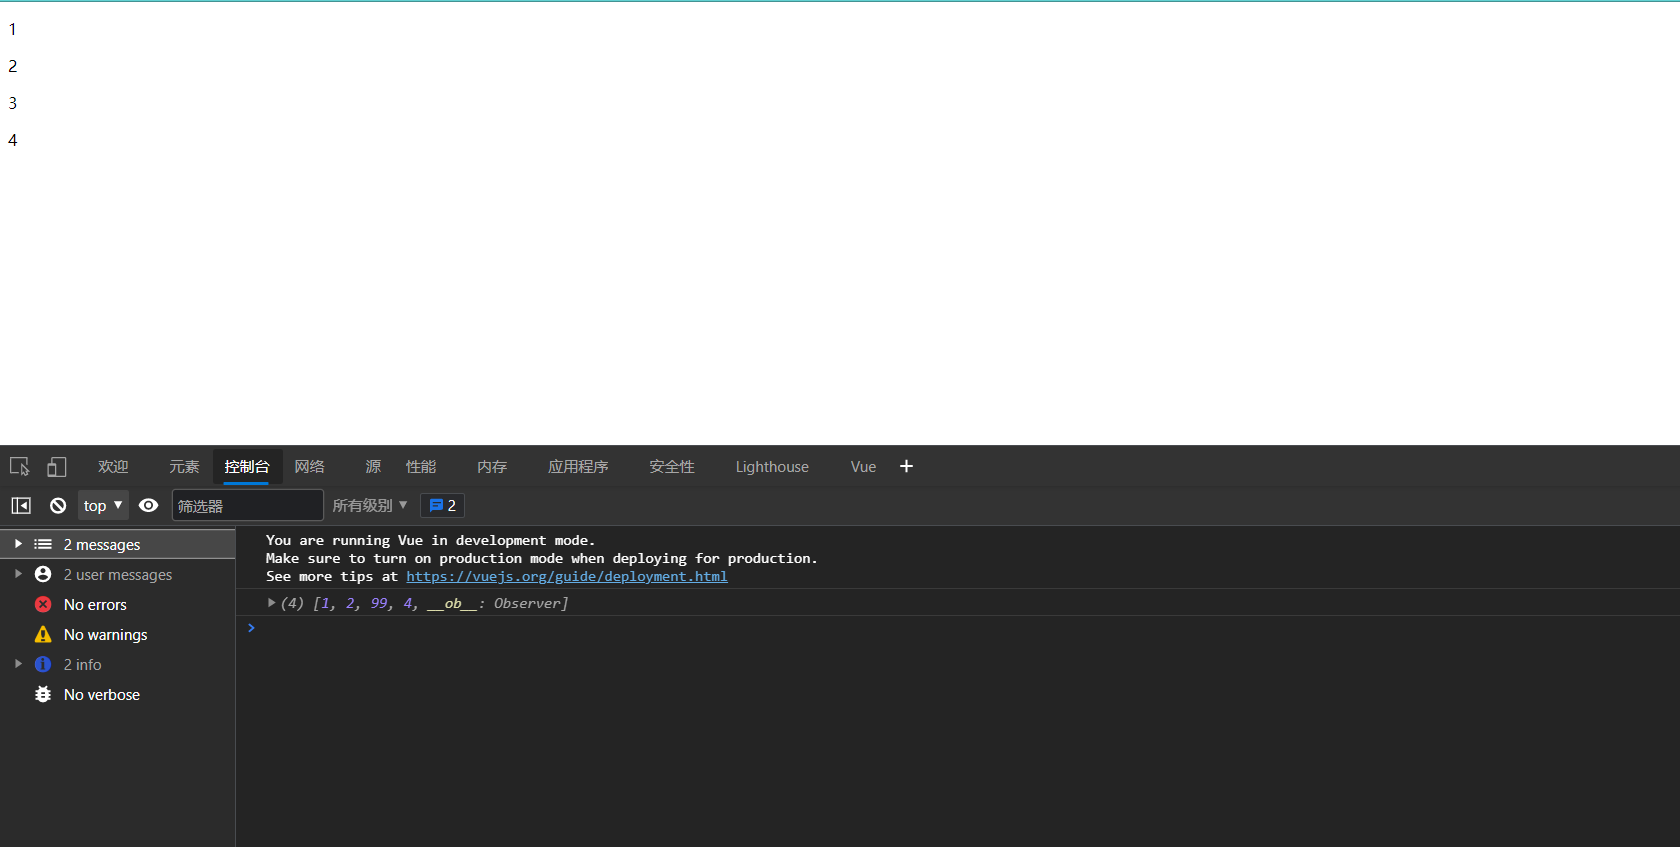 1
2
3
4
欢迎 元素 控制台 网络 源 性能 内存 应用程序 安全性 Lighthouse Vue +
top ▼ 筛选器 所有级别 ▼ 2
2 messages
2 user messages
No errors
No warnings
2 info
No verbose
You are running Vue in development mode.
Make sure to turn on production mode when deploying for production.
See more tips at https://vuejs.org/guide/deployment.html
(4) [1, 2, 99, 4, __ob__: Observer]
>